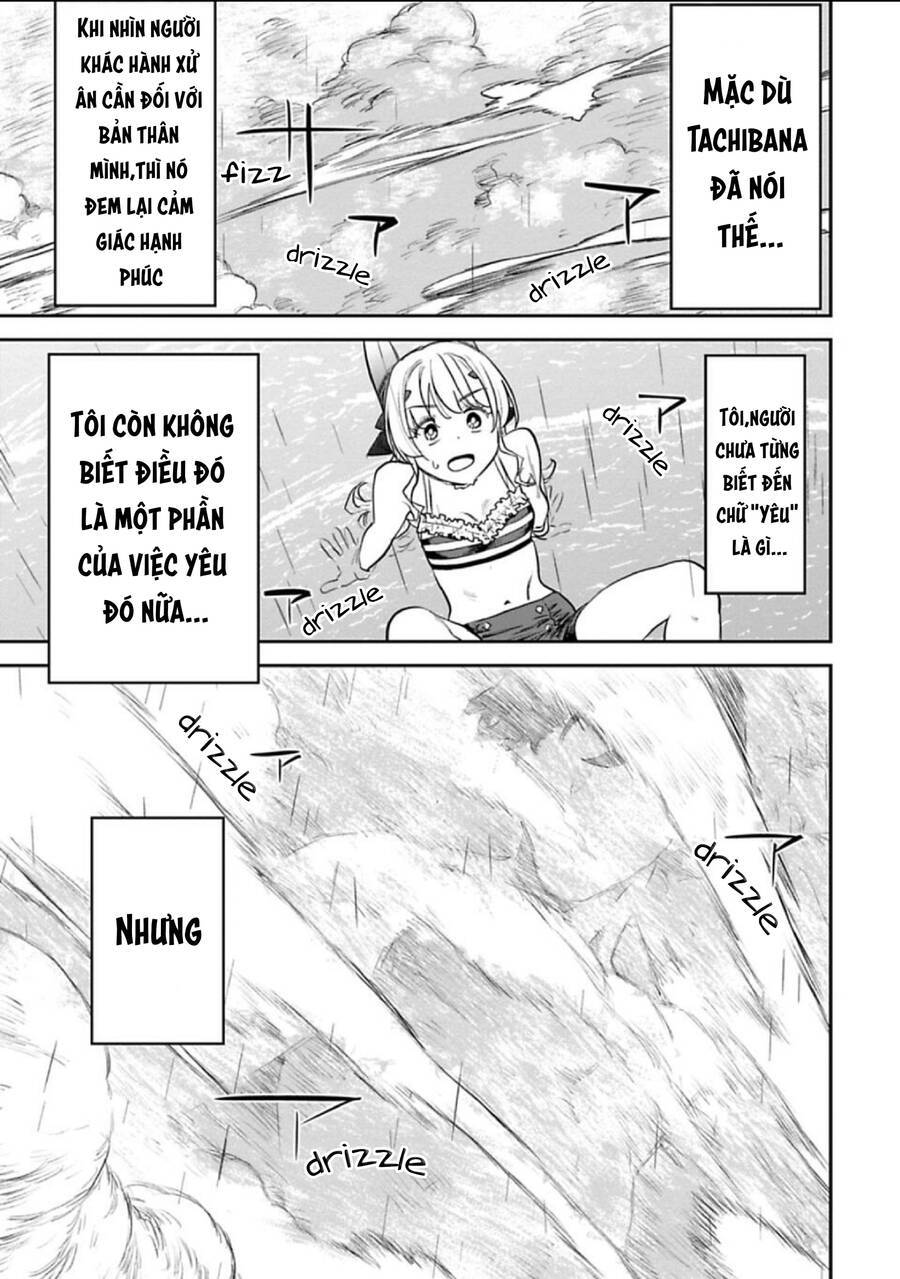 MẶC DÙ
TACHIBANA
ĐÃ NÓI
THẾ...
KHI NHÌN NGƯỜI
KHÁC HÀNH XỬ
ÂN CẦN ĐỐI VỚI
BẢN THÂN
MÌNH,THÌ NÓ
ĐEM LẠI CẢM
GIÁC HẠNH
PHÚC
fizz
drizzle
drizzle
TÔI,NGƯỜI
CHƯA TỪNG
BIẾT ĐẾN
CHỮ "YÊU"
LÀ GÌ...
drizzle
TÔI CÒN KHÔNG
BIẾT ĐIỀU ĐÓ
LÀ MỘT PHẦN
CỦA VIỆC YÊU
ĐÓ NỮA...
drizzle
drizzle
drizzle
NHƯNG
drizzle